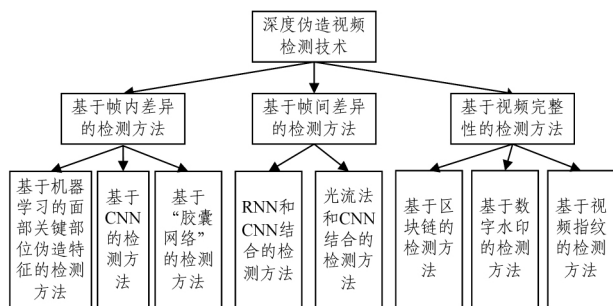 深度伪造视频
检测技术
基于帧内差异
的检测方法
基于帧间差异
的检测方法
基于视频完整
性的检测方法
基于机器
学习的面
部关键部
位伪造特
征的检测
方法
基于
CNN
的检
测方
法
基于
“胶囊
网络”
的检测
方法
RNN和
CNN结
合的检
测方法
光流法
和CNN
结合的
检测方
法
基于区
块链的
检测方
法
基于数
字水印
的检测
方法
基于视
频指纹
的检测
方法